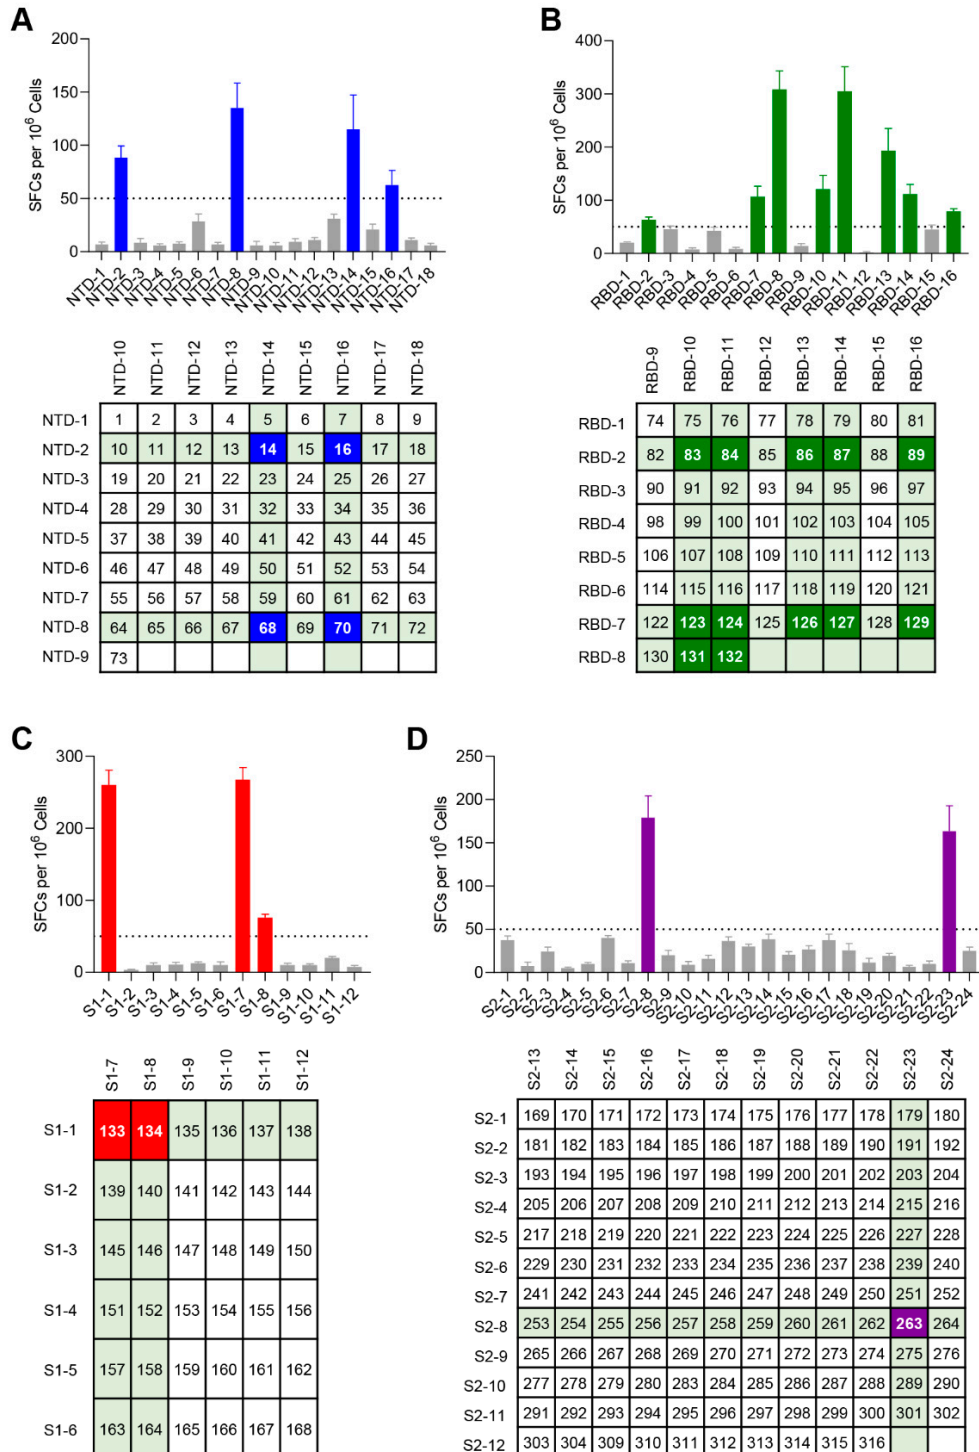 A
SFCs per 10⁶ Cells
200
150
100
50
0
NTD-1 NTD-2 NTD-3 NTD-4 NTD-5 NTD-6 NTD-7 NTD-8 NTD-9 NTD-10 NTD-11 NTD-12 NTD-13 NTD-14 NTD-15 NTD-16 NTD-17 NTD-18
NTD-10 NTD-11 NTD-12 NTD-13 NTD-14 NTD-15 NTD-16 NTD-17 NTD-18
NTD-1 1 2 3 4 5 6 7 8 9
NTD-2 10 11 12 13 14 15 16 17 18
NTD-3 19 20 21 22 23 24 25 26 27
NTD-4 28 29 30 31 32 33 34 35 36
NTD-5 37 38 39 40 41 42 43 44 45
NTD-6 46 47 48 49 50 51 52 53 54
NTD-7 55 56 57 58 59 60 61 62 63
NTD-8 64 65 66 67 68 69 70 71 72
NTD-9 73
B
SFCs per 10⁶ Cells
400
300
200
100
0
RBD-1 RBD-2 RBD-3 RBD-4 RBD-5 RBD-6 RBD-7 RBD-8 RBD-9 RBD-10 RBD-11 RBD-12 RBD-13 RBD-14 RBD-15 RBD-16
RBD-9 RBD-10 RBD-11 RBD-12 RBD-13 RBD-14 RBD-15 RBD-16
RBD-1 74 75 76 77 78 79 80 81
RBD-2 82 83 84 85 86 87 88 89
RBD-3 90 91 92 93 94 95 96 97
RBD-4 98 99 100 101 102 103 104 105
RBD-5 106 107 108 109 110 111 112 113
RBD-6 114 115 116 117 118 119 120 121
RBD-7 122 123 124 125 126 127 128 129
RBD-8 130 131 132
C
SFCs per 10⁶ Cells
300
200
100
0
S1-1 S1-2 S1-3 S1-4 S1-5 S1-6 S1-7 S1-8 S1-9 S1-10 S1-11 S1-12
S1-7 S1-8 S1-9 S1-10 S1-11 S1-12
S1-1 133 134 135 136 137 138
S1-2 139 140 141 142 143 144
S1-3 145 146 147 148 149 150
S1-4 151 152 153 154 155 156
S1-5 157 158 159 160 161 162
S1-6 163 164 165 166 167 168
D
SFCs per 10⁶ Cells
250
200
150
100
50
0
S2-1 S2-2 S2-3 S2-4 S2-5 S2-6 S2-7 S2-8 S2-9 S2-10 S2-11 S2-12 S2-13 S2-14 S2-15 S2-16 S2-17 S2-18 S2-19 S2-20 S2-21 S2-22 S2-23 S2-24
S2-13 S2-14 S2-15 S2-16 S2-17 S2-18 S2-19 S2-20 S2-21 S2-22 S2-23 S2-24
S2-1 169 170 171 172 173 174 175 176 177 178 179 180
S2-2 181 182 183 184 185 186 187 188 189 190 191 192
S2-3 193 194 195 196 197 198 199 200 201 202 203 204
S2-4 205 206 207 208 209 210 211 212 213 214 215 216
S2-5 217 218 219 220 221 222 223 224 225 226 227 228
S2-6 229 230 231 232 233 234 235 236 237 238 239 240
S2-7 241 242 243 244 245 246 247 248 249 250 251 252
S2-8 253 254 255 256 257 258 259 260 261 262 263 264
S2-9 265 266 267 268 269 270 271 272 273 274 275 276
S2-10 277 278 279 280 283 284 285 286 287 288 289 290
S2-11 291 292 293 294 295 296 297 298 299 300 301 302
S2-12 303 304 309 310 311 312 313 314 315 316